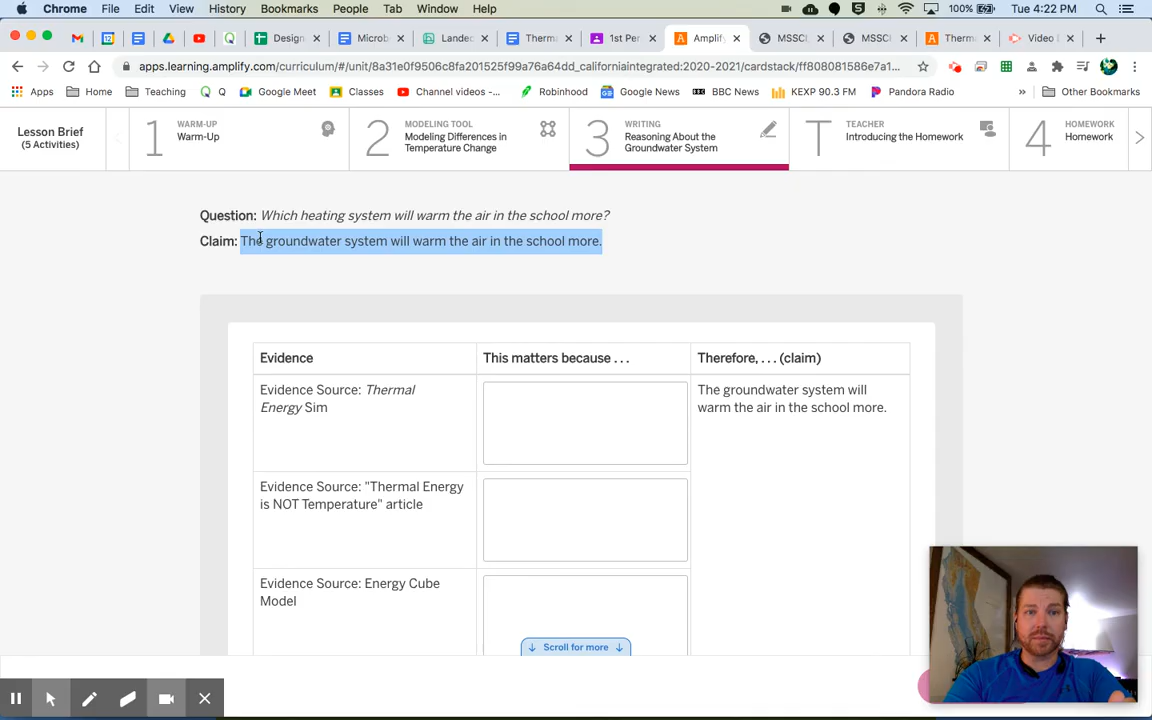 Chrome File Edit View History Bookmarks People Tab Window Help 100% Tue 4:22 PM
Design Microb Landec Therma 1st Per Amplify MSSCI MSSCI Therm Video
apps.learning.amplify.com/curriculum/#/unit/8a31e0f9506c8fa201525f99a76a64dd_californiaintegrated:2020-2021/cardstack/ff808081586e7a1...
Apps Home Teaching Q Google Meet Classes Channel videos -... Robinhood Google News BBC News KEXP 90.3 FM Pandora Radio » Other Bookmarks
Lesson Brief
(5 Activities)
1 WARM-UP
Warm-Up
2 MODELING TOOL
Modeling Differences in
Temperature Change
3 WRITING
Reasoning About the
Groundwater System
T TEACHER
Introducing the Homework
4 HOMEWORK
Homework
Question: Which heating system will warm the air in the school more?
Claim: The groundwater system will warm the air in the school more.
Evidence This matters because . . . Therefore, . . . (claim)
Evidence Source: Thermal
Energy Sim
The groundwater system will
warm the air in the school more.
Evidence Source: "Thermal Energy
is NOT Temperature" article
Evidence Source: Energy Cube
Model
Scroll for more